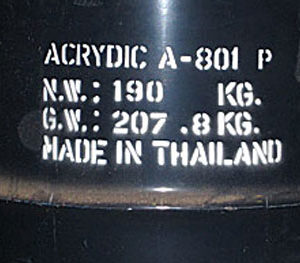 ACRYDIC A-801 P
N.W.: 190 KG.
G.W.: 207.8 KG.
MADE IN THAILAND